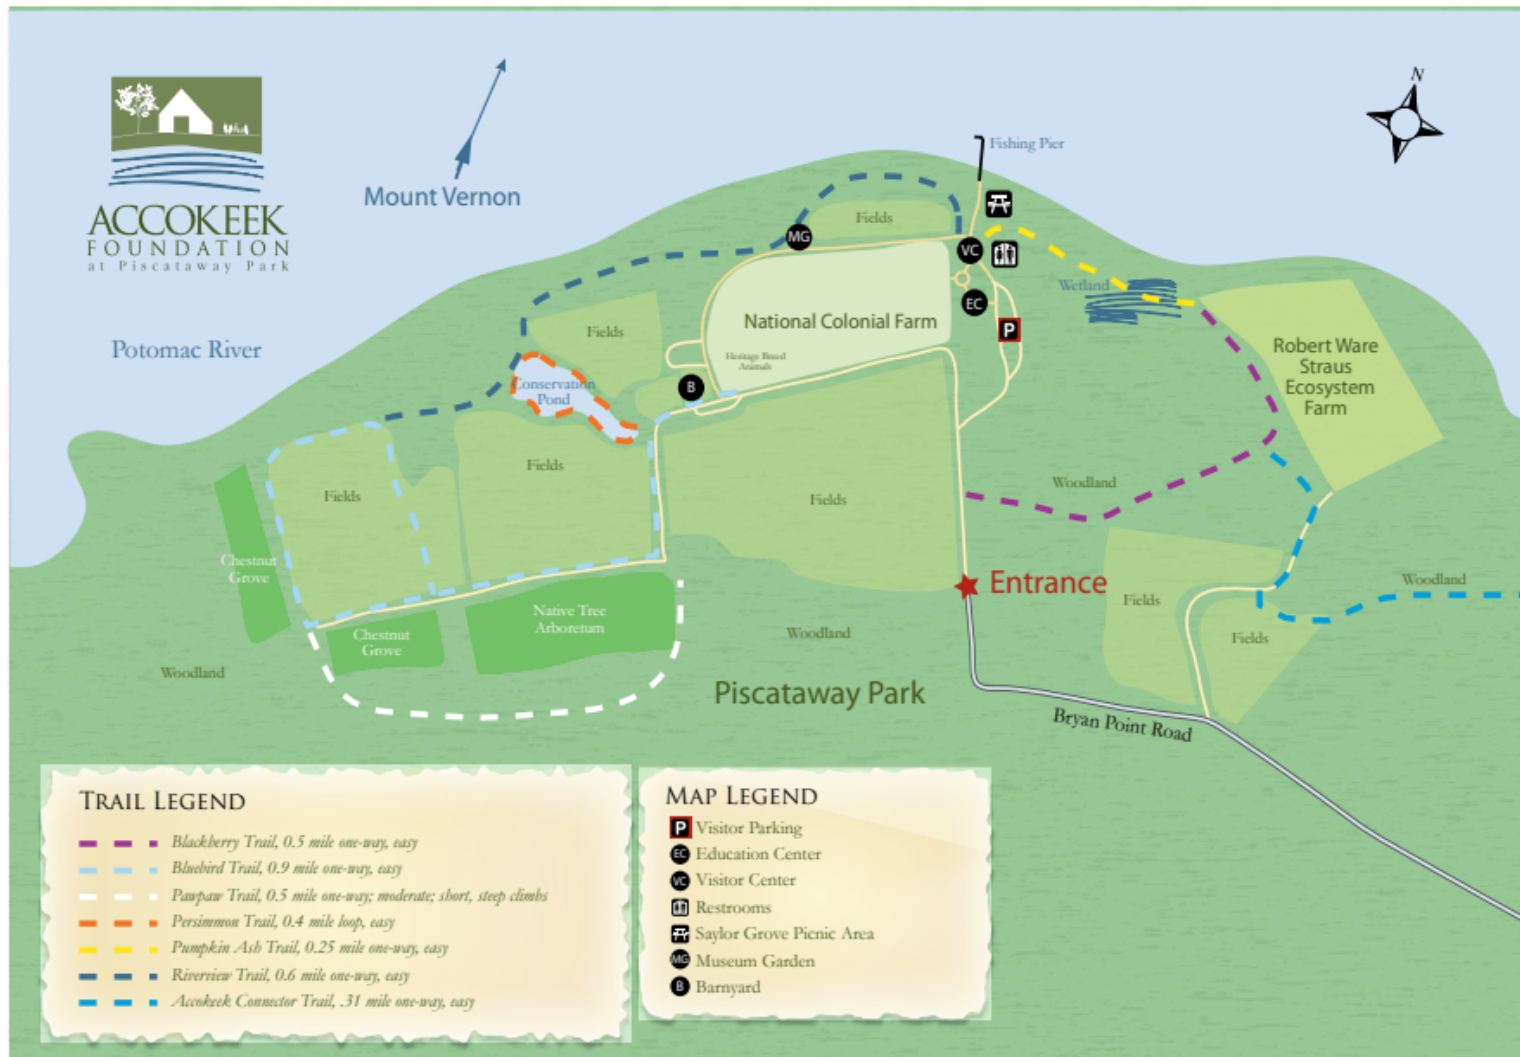 N
Fishing Pier
ACCOKEEK
FOUNDATION
at Piscataway Park
Mount Vernon
Fields
MG
VC
Wetland
EC
National Colonial Farm
P
Fields
Robert Ware
Straus
Ecosystem
Farm
Potomac River
Heritage Breed
Animals
B
Conservation
Pond
Fields
Fields
Fields
Woodland
Chestnut
Grove
Entrance
Woodland
Fields
Native Tree
Arboretum
Chestnut
Grove
Woodland
Fields
Woodland
Piscataway Park
Bryan Point Road
TRAIL LEGEND
Blackberry Trail, 0.5 mile one-way, easy
Bluebird Trail, 0.9 mile one-way, easy
Pawpaw Trail, 0.5 mile one-way; moderate; short, steep climbs
Persimmon Trail, 0.4 mile loop, easy
Pumpkin Ash Trail, 0.25 mile one-way, easy
Riverview Trail, 0.6 mile one-way, easy
Accokeek Connector Trail, .31 mile one-way, easy
MAP LEGEND
P Visitor Parking
EC Education Center
VC Visitor Center
Restrooms
Saylor Grove Picnic Area
MG Museum Garden
B Barnyard